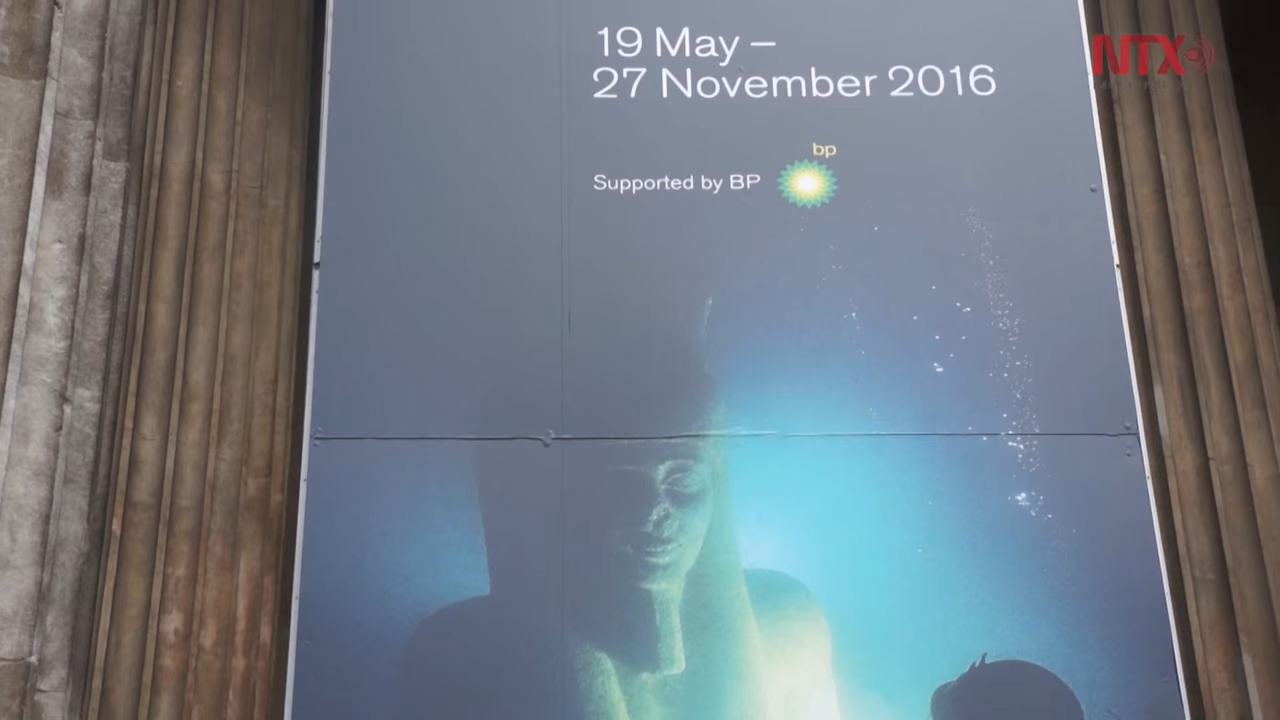 19 May –
27 November 2016
bp
Supported by BP
NTX